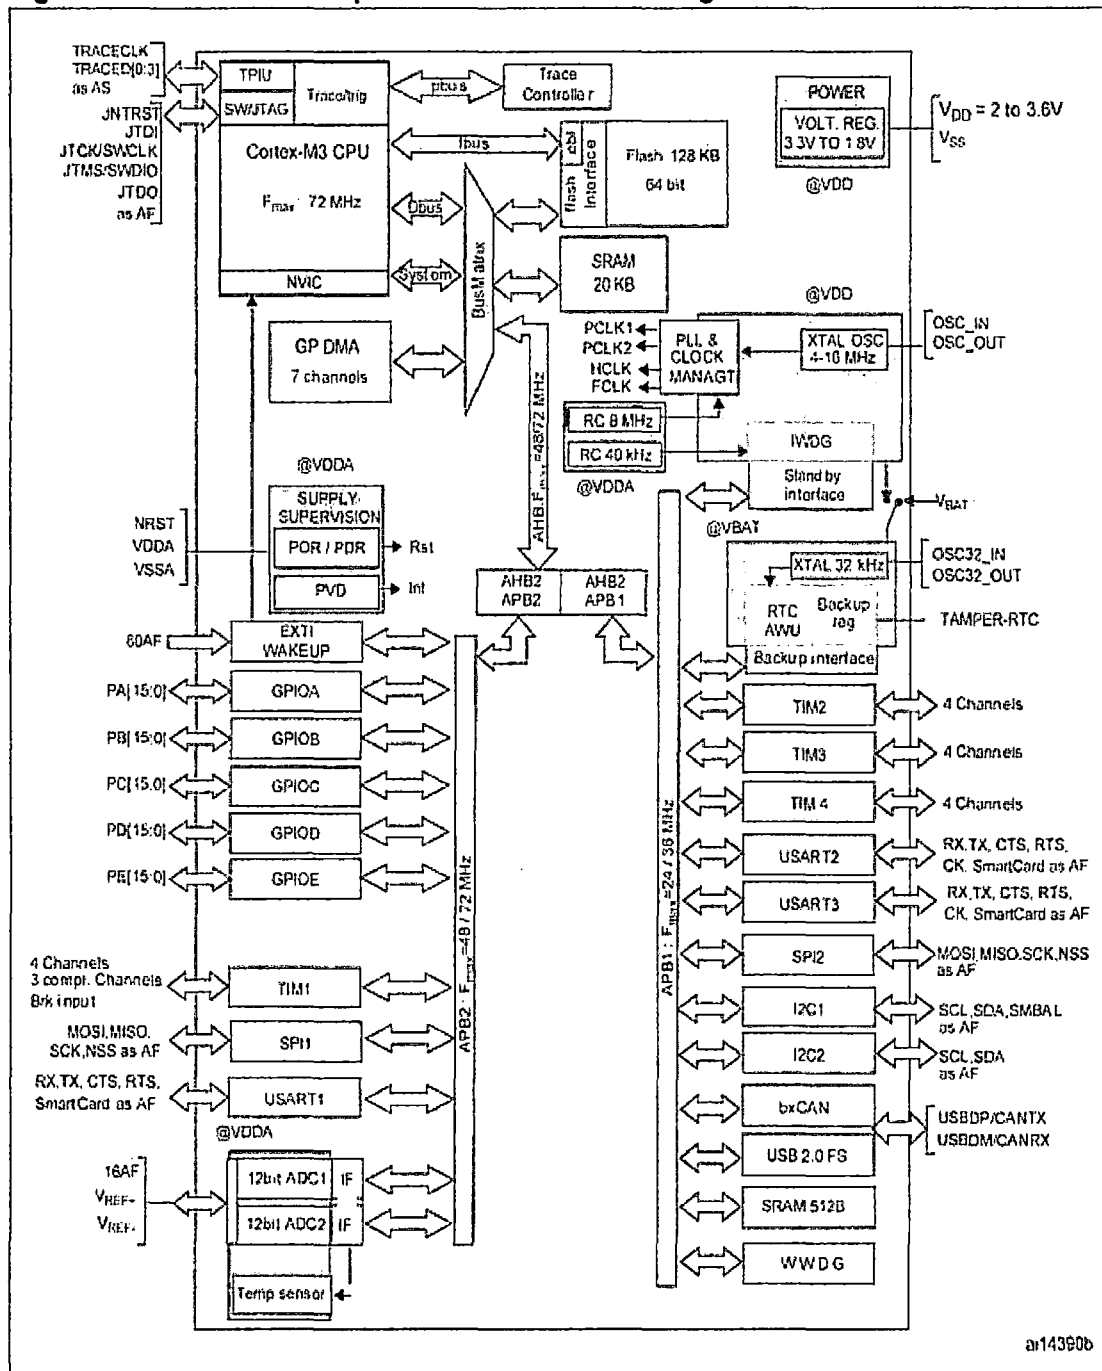 TRACECLK
TRACED[0:3]
as AS
TPIU
SW/JTAG
Trace/trig
pbus
Trace
Controller
POWER
VOLT. REG.
3.3V TO 1.8V
@VDD
VDD = 2 to 3.6V
VSS
JNTRST
JTDI
JTCK/SWCLK
JTMS/SWDIO
JTDO
as AF
Cortex-M3 CPU
Fmax : 72 MHz
NVIC
Ibus
Dbus
System
BusMatrix
flash obl
Interface
Flash 128 KB
64 bit
SRAM
20 KB
GP DMA
7 channels
AHB:Fmax=48/72 MHz
@VDD
PCLK1
PCLK2
HCLK
FCLK
PLL &
CLOCK
MANAGT
XTAL OSC
4-16 MHz
OSC_IN
OSC_OUT
RC 8 MHz
RC 40 kHz
@VDDA
IWDG
Stand by
interface
VBAT
@VBAT
@VDDA
SUPPLY
SUPERVISION
POR / PDR
PVD
Rst
Int
NRST
VDDA
VSSA
AHB2
APB2
AHB2
APB1
XTAL 32 kHz
OSC32_IN
OSC32_OUT
RTC
AWU
Backup
reg
Backup interface
TAMPER-RTC
80AF
EXTI
WAKEUP
PA[15:0]
GPIOA
PB[15:0]
GPIOB
PC[15:0]
GPIOC
PD[15:0]
GPIOD
PE[15:0]
GPIOE
APB2 : Fmax=48 / 72 MHz
APB1 : Fmax=24 / 36 MHz
TIM2
4 Channels
TIM3
4 Channels
TIM 4
4 Channels
USART2
RX,TX, CTS, RTS,
CK, SmartCard as AF
USART3
RX,TX, CTS, RTS,
CK, SmartCard as AF
SPI2
MOSI,MISO,SCK,NSS
as AF
I2C1
SCL,SDA,SMBAL
as AF
I2C2
SCL,SDA
as AF
bxCAN
USB 2.0 FS
USBDP/CANTX
USBDM/CANRX
SRAM 512B
WWDG
4 Channels
3 compl. Channels
Brk input
TIM1
MOSI,MISO,
SCK,NSS as AF
SPI1
RX,TX, CTS, RTS,
SmartCard as AF
USART1
@VDDA
16AF
VREF+
VREF-
12bit ADC1
IF
12bit ADC2
IF
Temp sensor
ai14390b